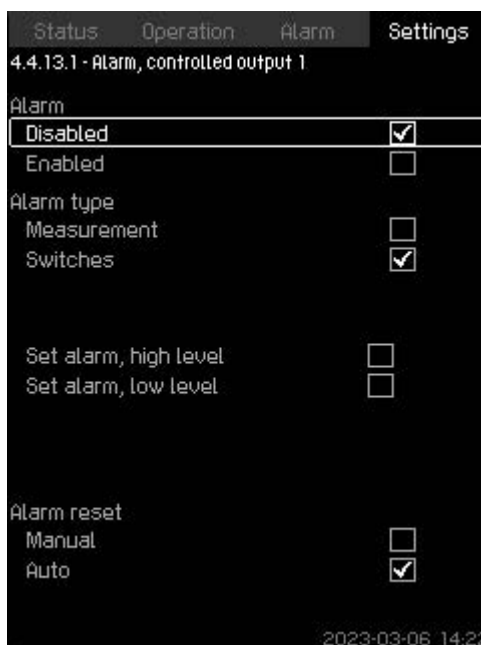 Status Operation Alarm Settings
4.4.13.1 - Alarm, controlled output 1
Alarm
Disabled
Enabled
Alarm type
Measurement
Switches
Set alarm, high level
Set alarm, low level
Alarm reset
Manual
Auto
2023-03-06 14:22